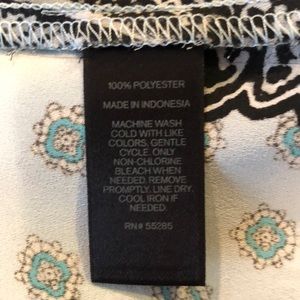 100% POLYESTER
MADE IN INDONESIA
MACHINE WASH
COLD WITH LIKE
COLORS, GENTLE
CYCLE. ONLY
NON-CHLORINE
BLEACH WHEN
NEEDED. REMOVE
PROMPTLY. LINE DRY.
COOL IRON IF
NEEDED.
RN# 55285